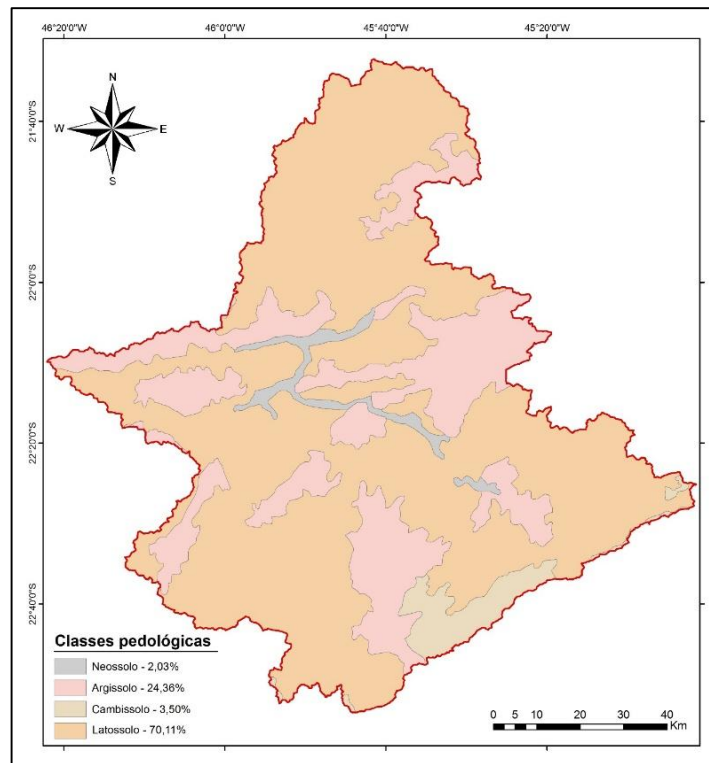 46°20'0"W 46°0'0"W 45°40'0"W 45°20'0"W
N
W E
S
21°40'0"S
22°0'0"S
22°20'0"S
22°40'0"S
Classes pedológicas
Neossolo - 2,03%
Argissolo - 24,36%
Cambissolo - 3,50%
Latossolo - 70,11%
0 5 10 20 30 40
Km